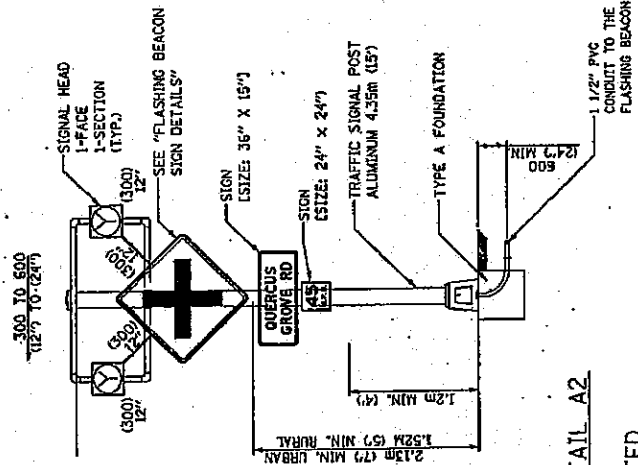 300 TO 600
(12") TO (24")
SIGNAL HEAD
1-FACE
1-SECTION
(TYP.)
(300)
12"
(300)
12"
(300)
12"
(300)
12"
SEE "FLASHING BEACON
SIGN DETAILS"
SIGN
[SIZE: 36" X 15"]
QUERCUS
GROVE RD
SIGN
[SIZE: 24" X 24"]
45
TRAFFIC SIGNAL POST
ALUMINUM 4.35m (15')
TYPE A FOUNDATION
600
(24") MIN
1 1/2" PVC
CONDUIT TO THE
FLASHING BEACON
1.2m MIN. (4')
2.13m (7') MIN. URBAN
1.52M (5') MIN. RURAL
AIL A2
TED